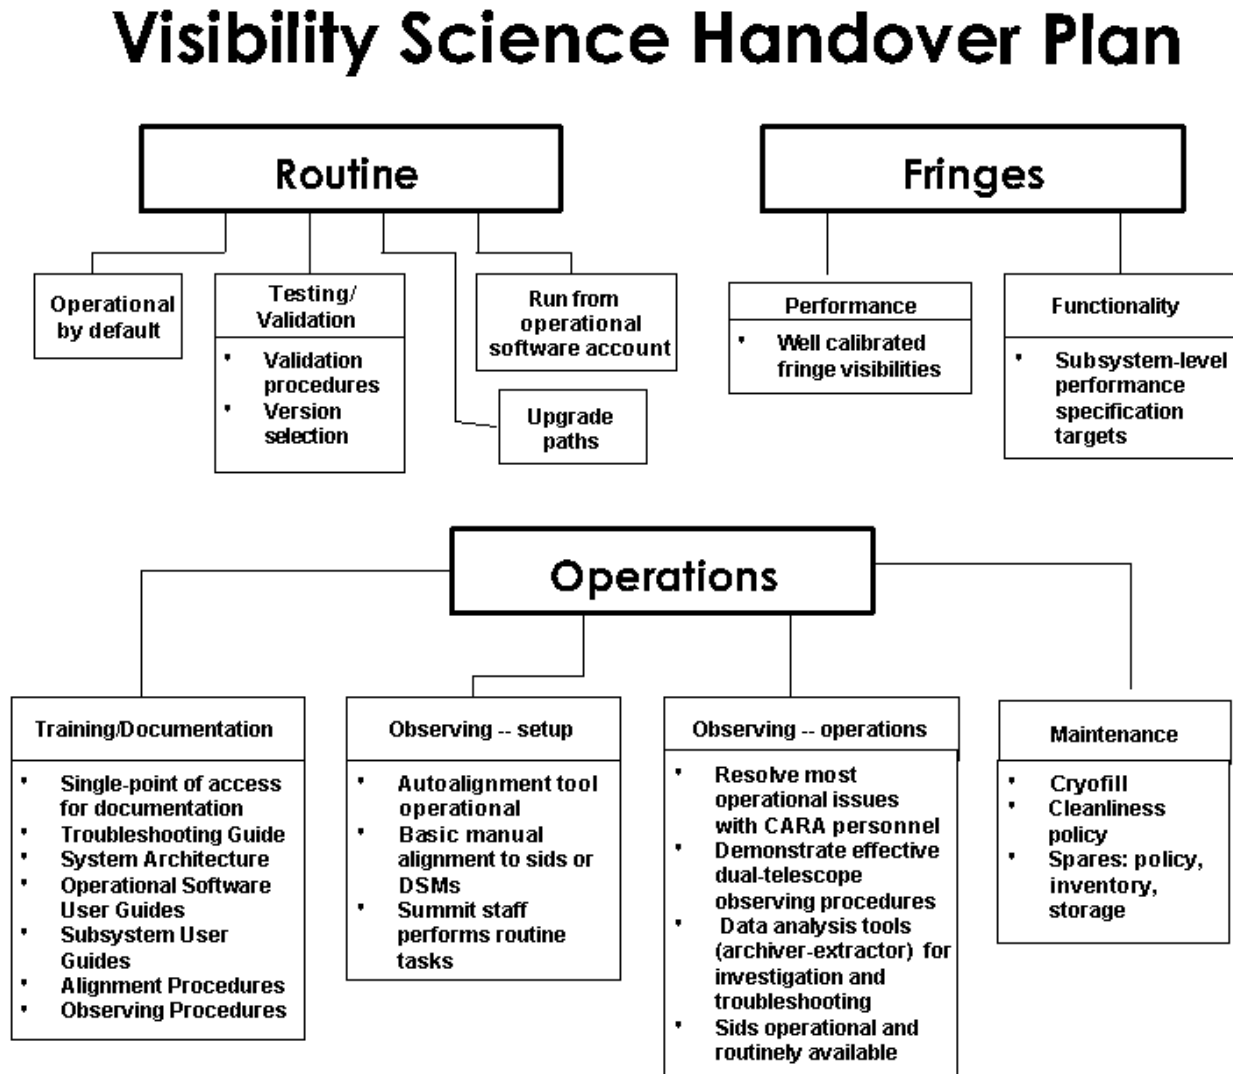 Visibility Science Handover Plan
Routine
Fringes
Operational
by default
Testing/
Validation
• Validation
procedures
• Version
selection
Run from
operational
software account
Upgrade
paths
Performance
• Well calibrated
fringe visibilities
Functionality
• Subsystem-level
performance
specification
targets
Operations
Training/Documentation
• Single-point of access
for documentation
• Troubleshooting Guide
• System Architecture
• Operational Software
User Guides
• Subsystem User
Guides
• Alignment Procedures
• Observing Procedures
Observing -- setup
• Autoalignment tool
operational
• Basic manual
alignment to sids or
DSMs
• Summit staff
performs routine
tasks
Observing -- operations
• Resolve most
operational issues
with CARA personnel
• Demonstrate effective
dual-telescope
observing procedures
• Data analysis tools
(archiver-extractor) for
investigation and
troubleshooting
• Sids operational and
routinely available
Maintenance
• Cryofill
• Cleanliness
policy
• Spares: policy,
inventory,
storage